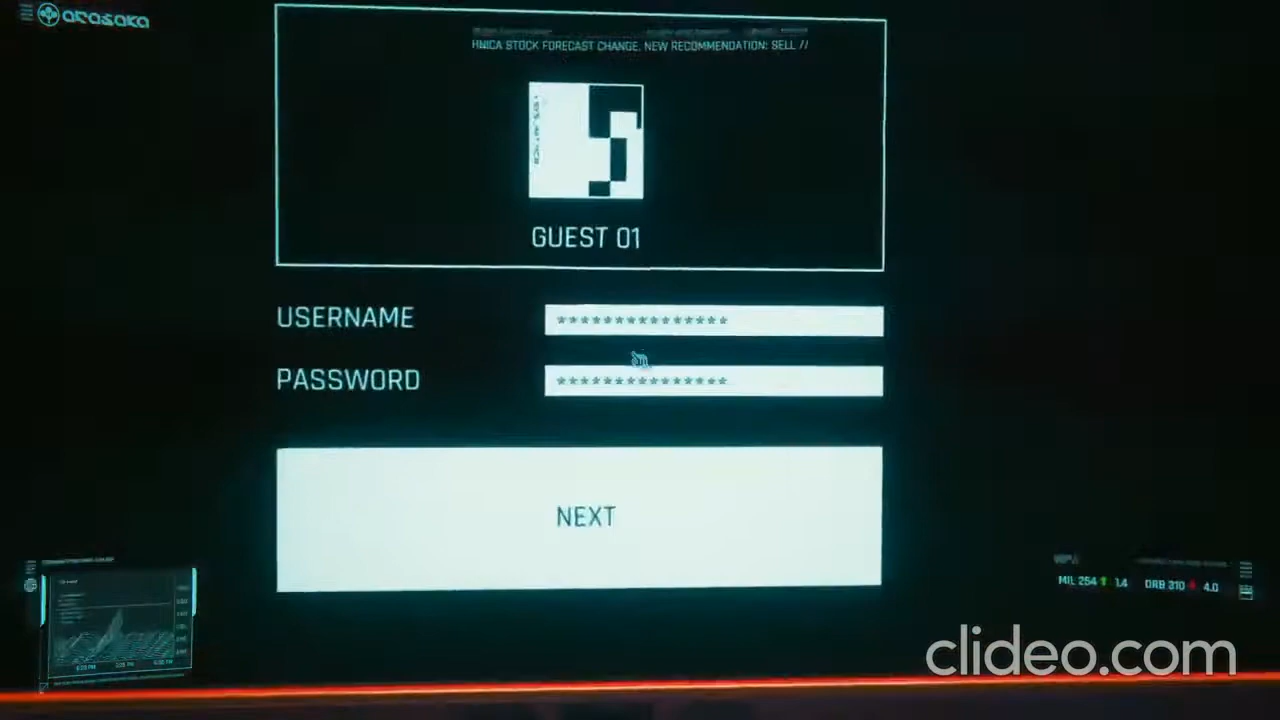 arasaka
HNICA STOCK FORECAST CHANGE, NEW RECOMMENDATION: SELL //
GUEST 01
USERNAME
**************
PASSWORD
**************
NEXT
MIL 254 1.4 ORB 310 4.0
clideo.com